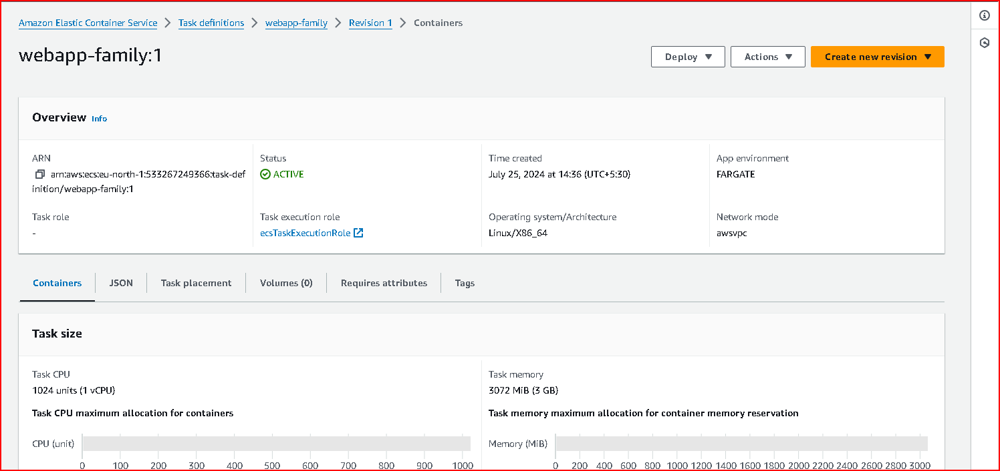 Amazon Elastic Container Service > Task definitions > webapp-family > Revision 1 > Containers
webapp-family:1
Deploy ▼ Actions ▼ Create new revision ▼
Overview Info
ARN
arn:aws:ecs:eu-north-1:533267249366:task-def
inition/webapp-family:1
Status
ACTIVE
Time created
July 25, 2024 at 14:36 (UTC+5:30)
App environment
FARGATE
Task role
-
Task execution role
ecsTaskExecutionRole
Operating system/Architecture
Linux/X86_64
Network mode
awsvpc
Containers JSON Task placement Volumes (0) Requires attributes Tags
Task size
Task CPU
1024 units (1 vCPU)
Task CPU maximum allocation for containers
CPU (unit)
0 100 200 300 400 500 600 700 800 900 1000
Task memory
3072 MiB (3 GB)
Task memory maximum allocation for container memory reservation
Memory (MiB)
0 200 400 600 800 1000 1200 1400 1600 1800 2000 2200 2400 2600 2800 3000